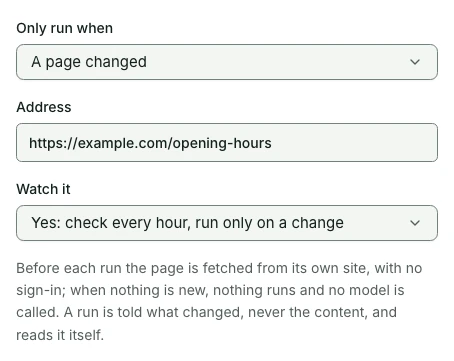 Only run when
A page changed
Address
https://example.com/opening-hours
Watch it
Yes: check every hour, run only on a change
Before each run the page is fetched from its own site, with no
sign-in; when nothing is new, nothing runs and no model is
called. A run is told what changed, never the content, and
reads it itself.